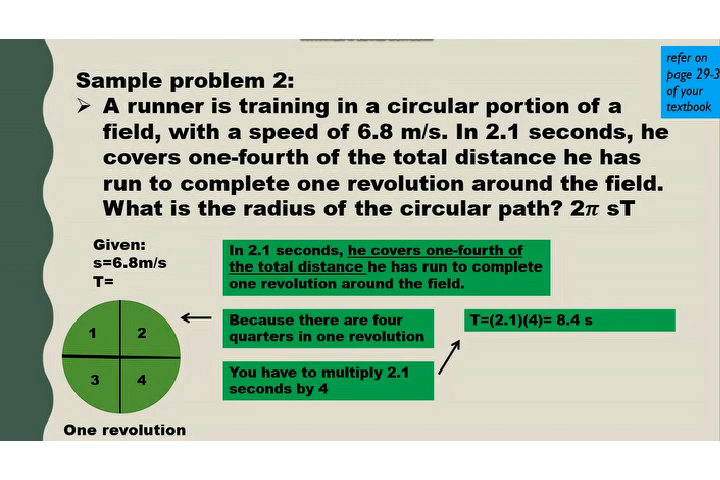 refer on
page 29-3
of your
textbook
Sample problem 2:
➢ A runner is training in a circular portion of a
field, with a speed of 6.8 m/s. In 2.1 seconds, he
covers one-fourth of the total distance he has
run to complete one revolution around the field.
What is the radius of the circular path? 2π sT
Given:
s=6.8m/s
T=
In 2.1 seconds, he covers one-fourth of
the total distance he has run to complete
one revolution around the field.
1 2
3 4
One revolution
Because there are four
quarters in one revolution
You have to multiply 2.1
seconds by 4
T=(2.1)(4)= 8.4 s